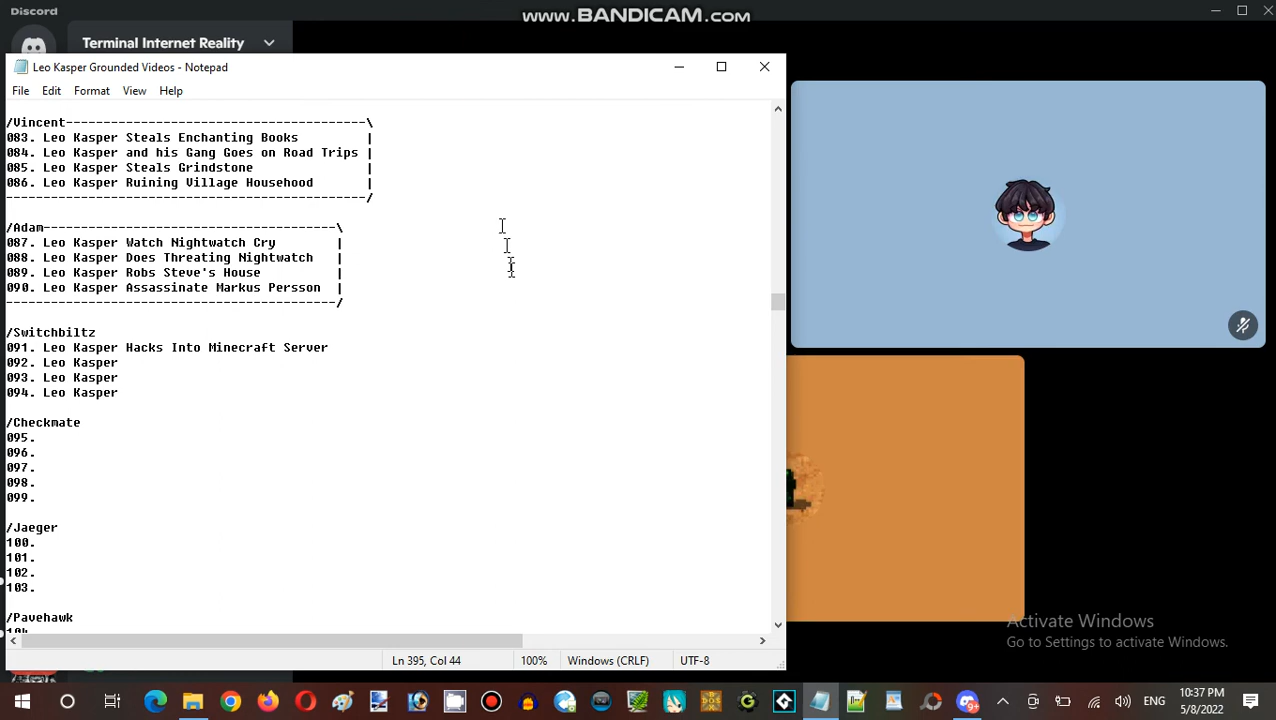 Discord
www.BANDICAM.com
Terminal Internet Reality
Leo Kasper Grounded Videos - Notepad
File Edit Format View Help
/Vincent----------------------------------------\
083. Leo Kasper Steals Enchanting Books |
084. Leo Kasper and his Gang Goes on Road Trips |
085. Leo Kasper Steals Grindstone |
086. Leo Kasper Ruining Village Househood |
------------------------------------------------/
/Adam---------------------------------------\
087. Leo Kasper Watch Nightwatch Cry |
088. Leo Kasper Does Threating Nightwatch |
089. Leo Kasper Robs Steve's House |
090. Leo Kasper Assassinate Markus Persson |
--------------------------------------------/
/Switchbiltz
091. Leo Kasper Hacks Into Minecraft Server
092. Leo Kasper
093. Leo Kasper
094. Leo Kasper
/Checkmate
095.
096.
097.
098.
099.
/Jaeger
100.
101.
102.
103.
/Pavehawk
104.
Ln 395, Col 44 100% Windows (CRLF) UTF-8
Activate Windows
Go to Settings to activate Windows.
ENG
10:37 PM
5/8/2022